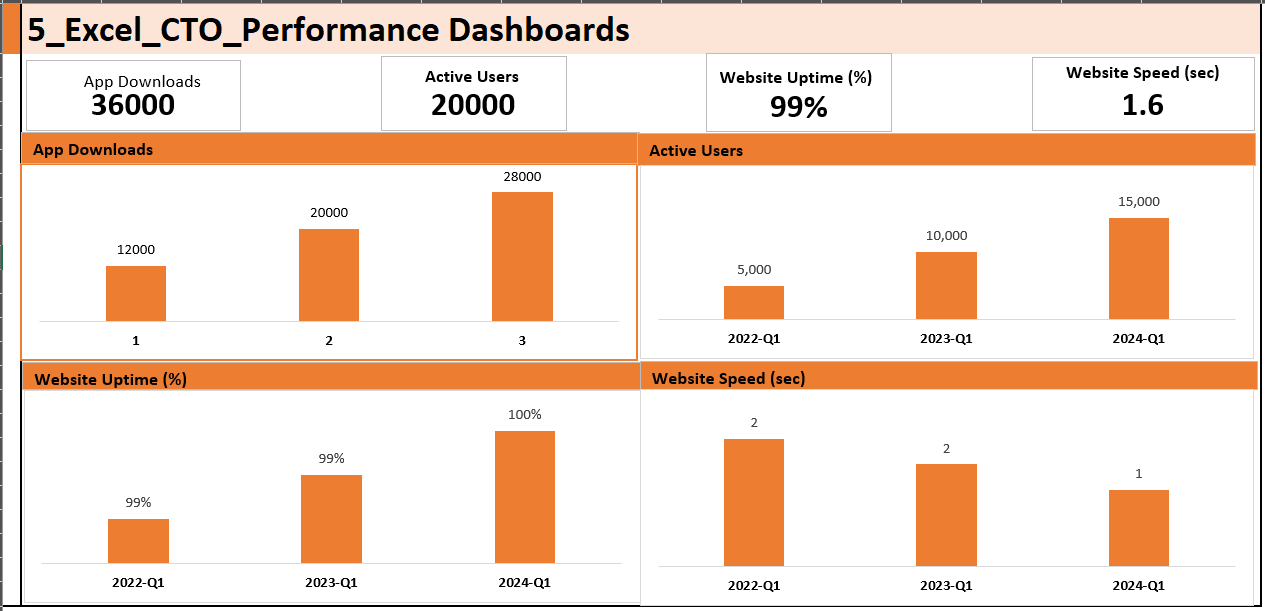 5_Excel_CTO_Performance Dashboards
App Downloads
36000
Active Users
20000
Website Uptime (%)
99%
Website Speed (sec)
1.6
App Downloads
12000
20000
28000
1
2
3
Active Users
5,000
10,000
15,000
2022-Q1
2023-Q1
2024-Q1
Website Uptime (%)
99%
99%
100%
2022-Q1
2023-Q1
2024-Q1
Website Speed (sec)
2
2
1
2022-Q1
2023-Q1
2024-Q1